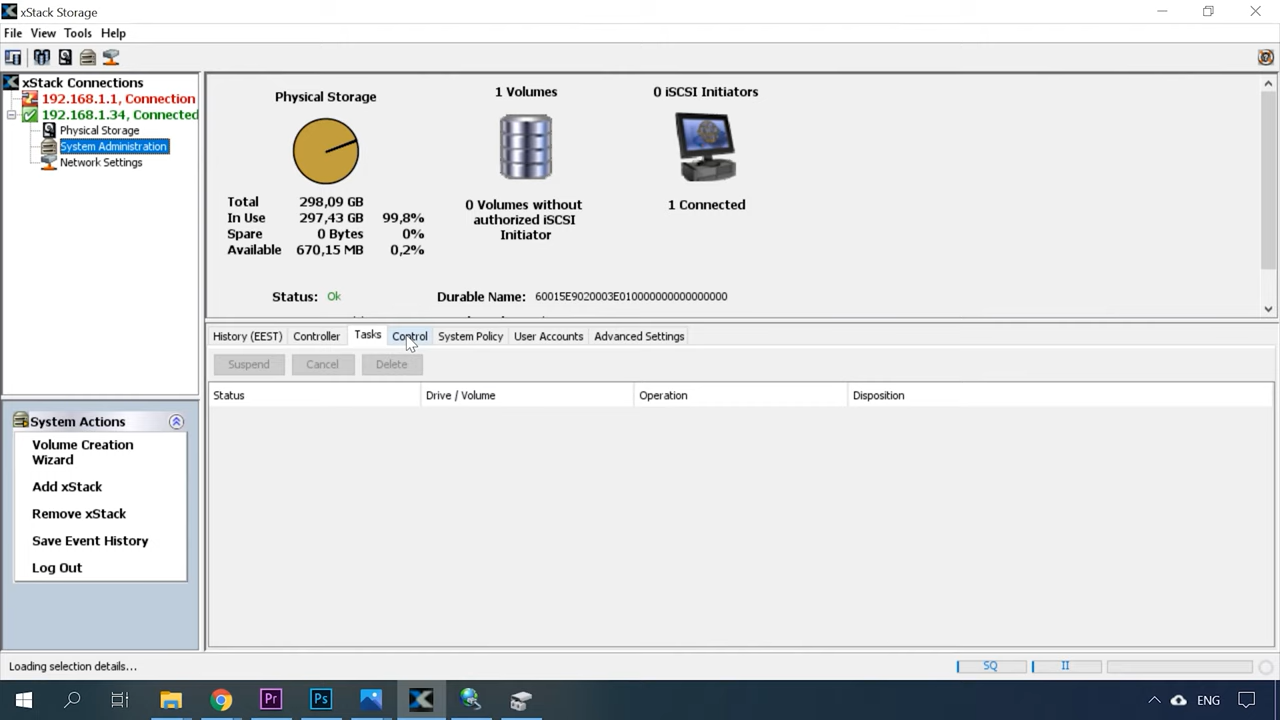 xStack Storage
File View Tools Help
xStack Connections
192.168.1.1, Connection
192.168.1.34, Connected
Physical Storage
System Administration
Network Settings
System Actions
Volume Creation
Wizard
Add xStack
Remove xStack
Save Event History
Log Out
Physical Storage
Total 298,09 GB
In Use 297,43 GB 99,8%
Spare 0 Bytes 0%
Available 670,15 MB 0,2%
1 Volumes
0 Volumes without
authorized iSCSI
Initiator
0 iSCSI Initiators
1 Connected
Status: Ok
Durable Name: 60015E9020003E010000000000000000
History (EEST) Controller Tasks Control System Policy User Accounts Advanced Settings
Suspend Cancel Delete
Status Drive / Volume Operation Disposition
Loading selection details...
SQ II
Pr Ps
ENG